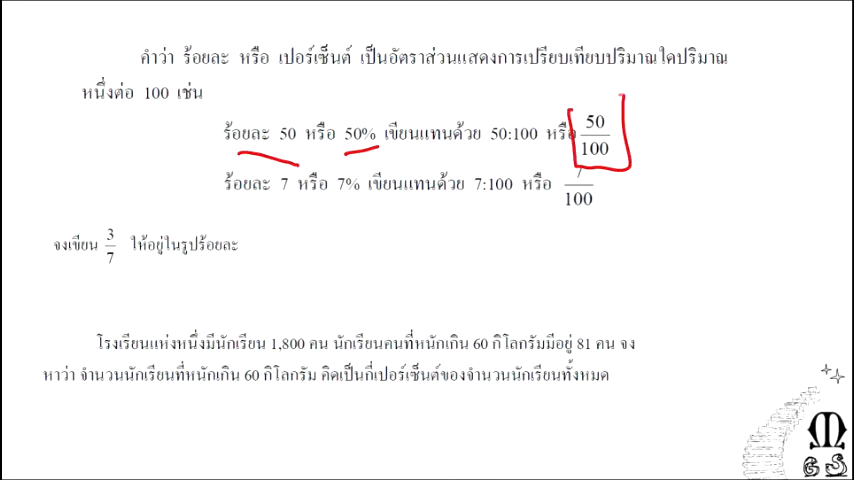 คำว่า ร้อยละ หรือ เปอร์เซ็นต์ เป็นอัตราส่วนแสดงการเปรียบเทียบปริมาณใดปริมาณ
หนึ่งต่อ 100 เช่น
ร้อยละ 50 หรือ 50% เขียนแทนด้วย 50:100 หรือ 50/100
ร้อยละ 7 หรือ 7% เขียนแทนด้วย 7:100 หรือ 7/100
จงเขียน 3/7 ให้อยู่ในรูปร้อยละ
โรงเรียนแห่งหนึ่งมีนักเรียน 1,800 คน นักเรียนคนที่หนักเกิน 60 กิโลกรัมมีอยู่ 81 คน จง
หาว่า จำนวนนักเรียนที่หนักเกิน 60 กิโลกรัม คิดเป็นกี่เปอร์เซ็นต์ของจำนวนนักเรียนทั้งหมด